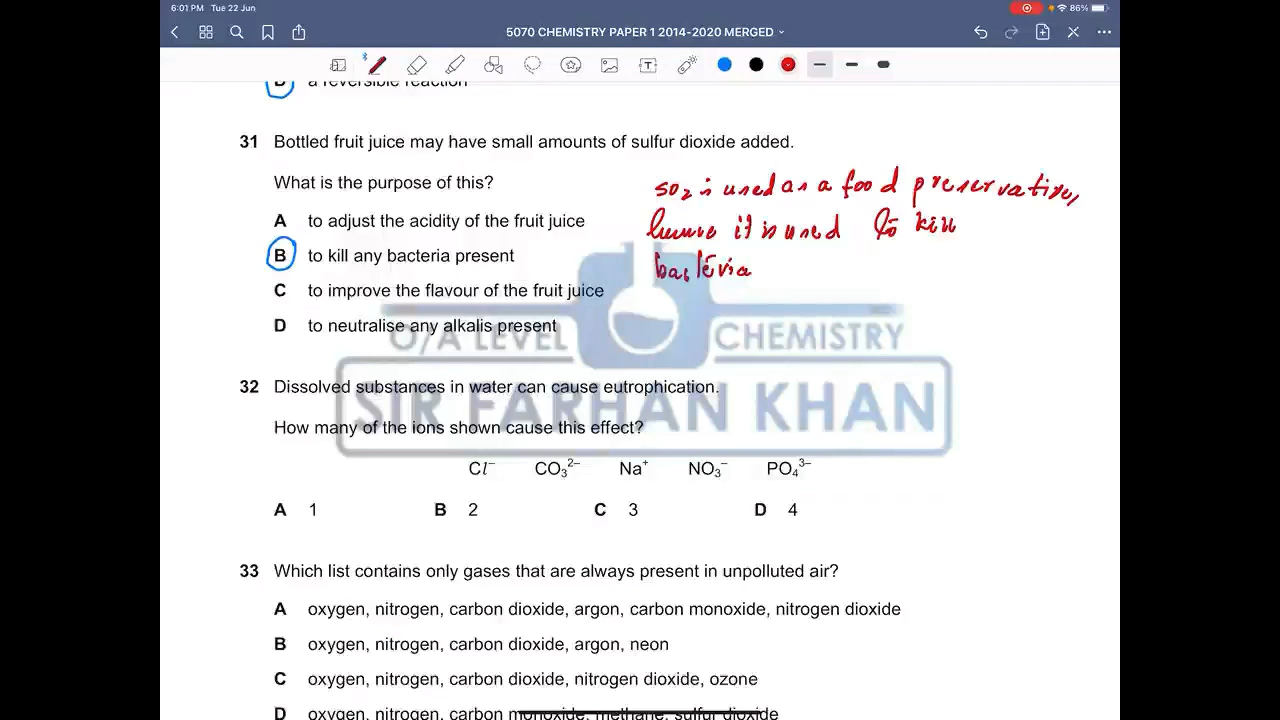 6:01 PM Tue 22 Jun
86%
5070 CHEMISTRY PAPER 1 2014-2020 MERGED
D a reversible reaction
31 Bottled fruit juice may have small amounts of sulfur dioxide added.
What is the purpose of this?
A to adjust the acidity of the fruit juice
B to kill any bacteria present
C to improve the flavour of the fruit juice
D to neutralise any alkalis present
SO₂ is used as a food preservative,
hence it is used to kill
bacteria
O/A LEVEL CHEMISTRY
SIR FARHAN KHAN
32 Dissolved substances in water can cause eutrophication.
How many of the ions shown cause this effect?
Cl⁻ CO₃²⁻ Na⁺ NO₃⁻ PO₄³⁻
A 1 B 2 C 3 D 4
33 Which list contains only gases that are always present in unpolluted air?
A oxygen, nitrogen, carbon dioxide, argon, carbon monoxide, nitrogen dioxide
B oxygen, nitrogen, carbon dioxide, argon, neon
C oxygen, nitrogen, carbon dioxide, nitrogen dioxide, ozone
D oxygen, nitrogen, carbon monoxide, methane, sulfur dioxide